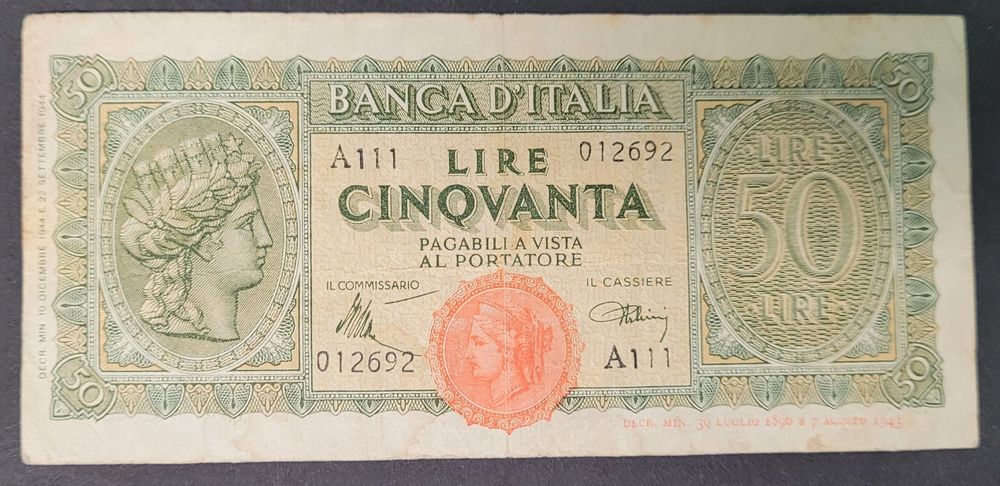 50
50
BANCA D'ITALIA
A111
LIRE
012692
CINQVANTA
PAGABILI A VISTA
AL PORTATORE
IL COMMISSARIO
IL CASSIERE
012692
A111
LIRE
50
LIRE
50
50
DECR. MIN. 10 DICEMBRE 1944 E 22 SETTEMBRE 1944
DECR. MIN. 30 LUGLIO 1896 E 7 AGOSTO 1943